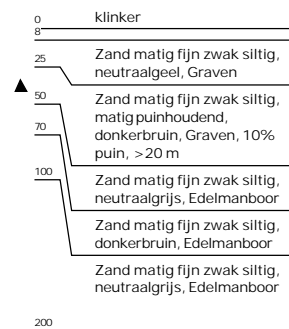 0 klinker
8
25 Zand matig fijn zwak siltig,
neutraalgeel, Graven
50 Zand matig fijn zwak siltig,
matig puinhoudend,
donkerbruin, Graven, 10%
puin, >20 m
70 Zand matig fijn zwak siltig,
neutraalgrijs, Edelmanboor
100 Zand matig fijn zwak siltig,
donkerbruin, Edelmanboor
Zand matig fijn zwak siltig,
neutraalgrijs, Edelmanboor
200